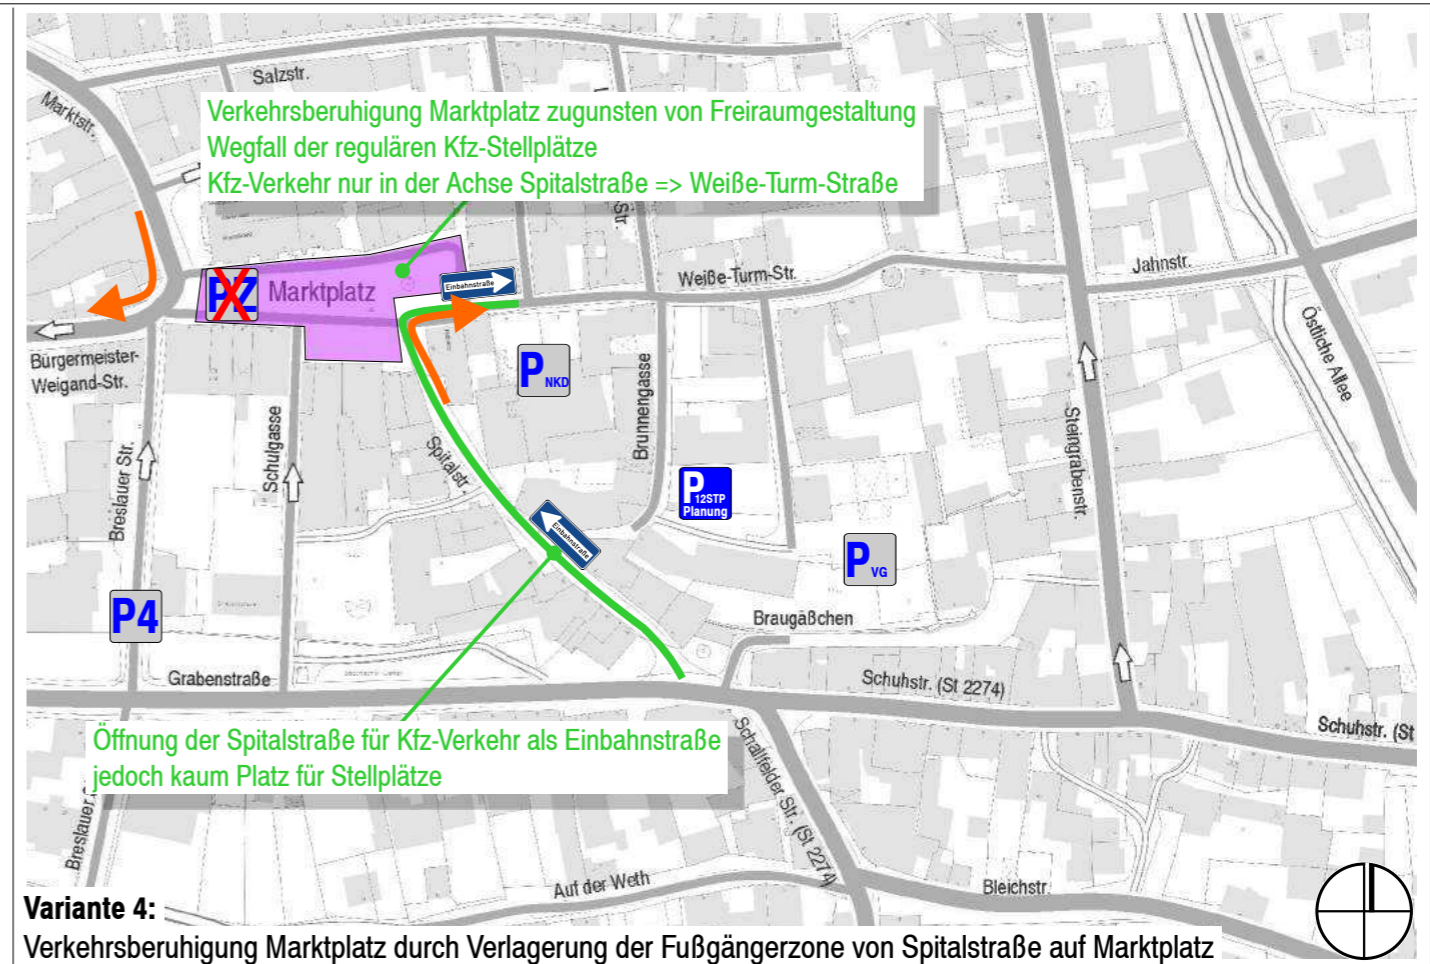 Salzstr.
Marktstr.
Verkehrsberuhigung Marktplatz zugunsten von Freiraumgestaltung
Wegfall der regulären Kfz-Stellplätze
Kfz-Verkehr nur in der Achse Spitalstraße => Weiße-Turm-Straße
Str.
Weiße-Turm-Str.
Jahnstr.
Östliche Allee
PZ
Marktplatz
Einbahnstraße
Bürgermeister-
Weigand-Str.
P NKD
Brunnengasse
Steingrabenstr.
Breslauer Str.
Schulgasse
Spitalstr.
P 12STP
Planung
Einbahnstraße
P VG
P4
Braugäßchen
Grabenstraße
Schuhstr. (St 2274)
Schuhstr. (St
Öffnung der Spitalstraße für Kfz-Verkehr als Einbahnstraße
jedoch kaum Platz für Stellplätze
Schallfelder Str. (St 2274)
Breslauer
Auf der Weth
Bleichstr.
Variante 4:
Verkehrsberuhigung Marktplatz durch Verlagerung der Fußgängerzone von Spitalstraße auf Marktplatz